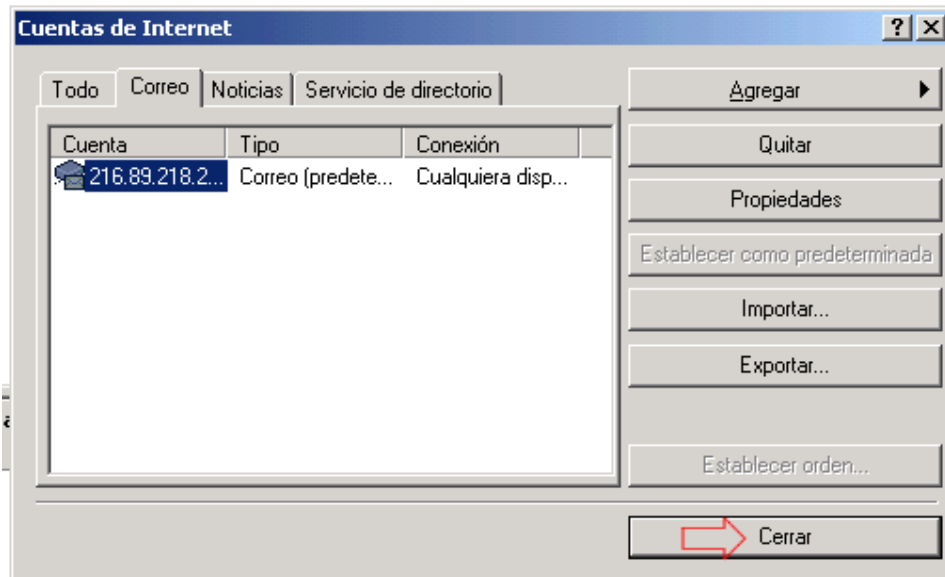 Cuentas de Internet
Todo Correo Noticias Servicio de directorio
Agregar
Cuenta Tipo Conexión
Quitar
216.89.218.2... Correo (predete... Cualquiera disp...
Propiedades
Establecer como predeterminada
Importar...
Exportar...
Establecer orden...
Cerrar